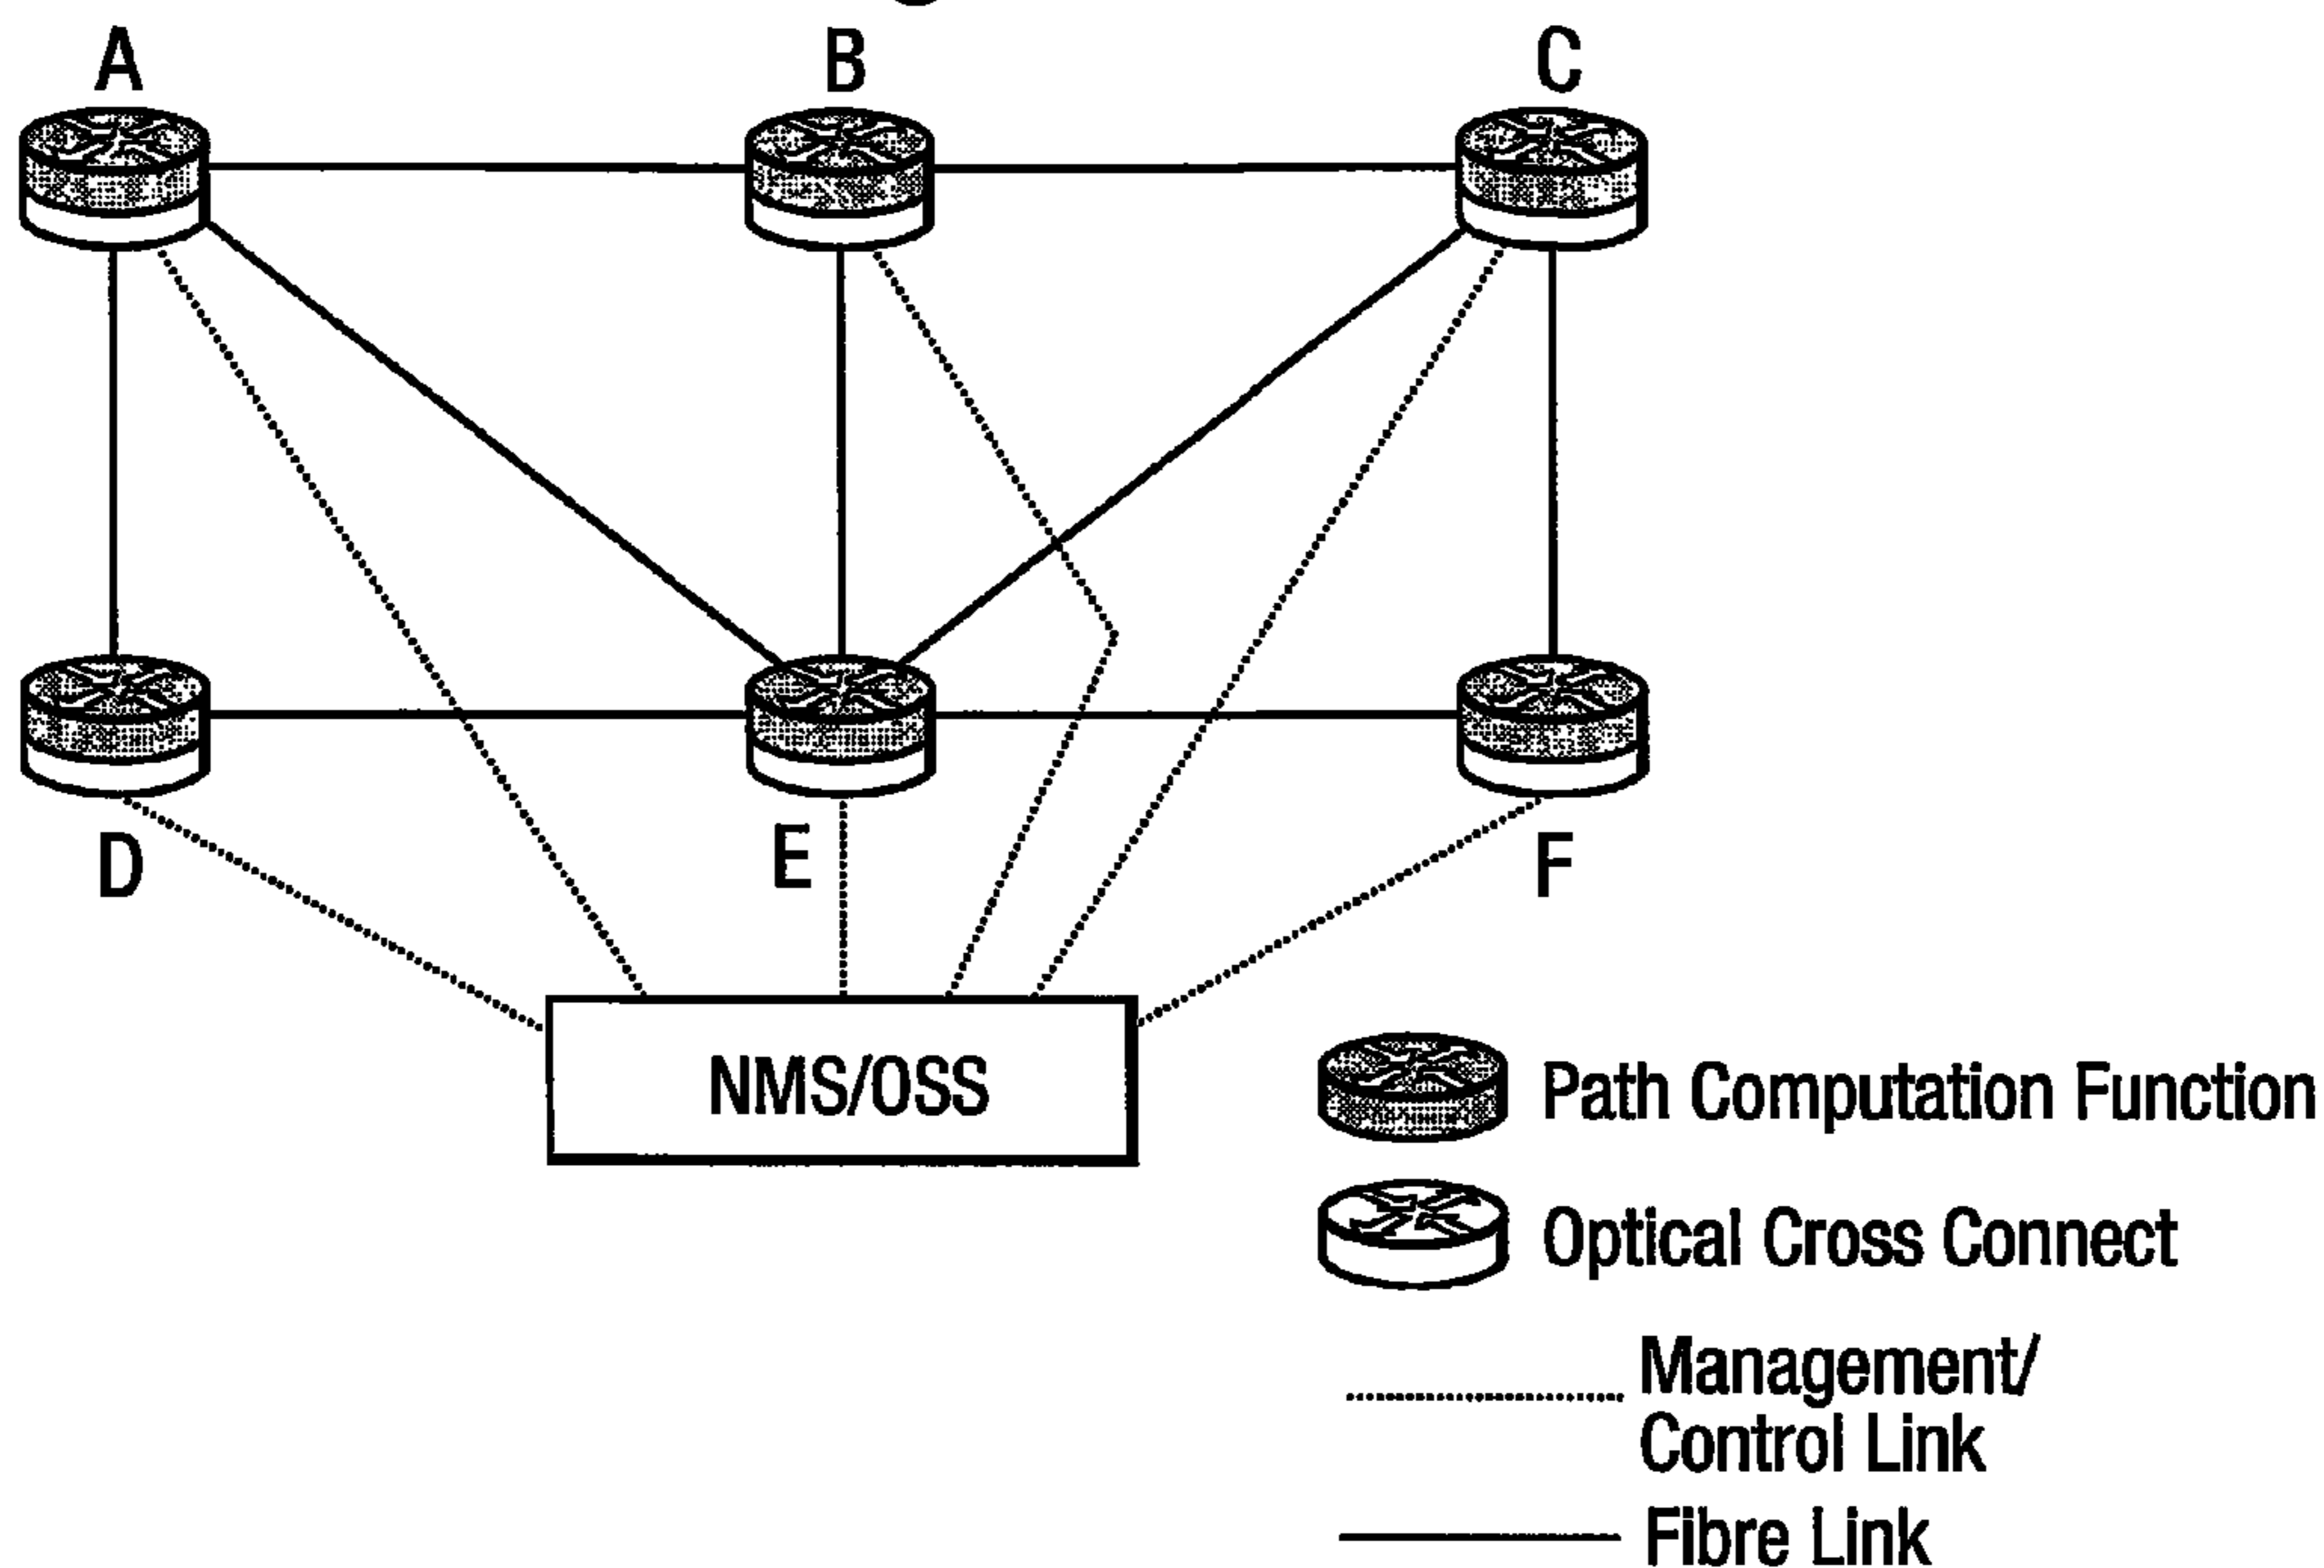 A
B
C
D
E
F
NMS/OSS
Path Computation Function
Optical Cross Connect
Management/
Control Link
Fibre Link